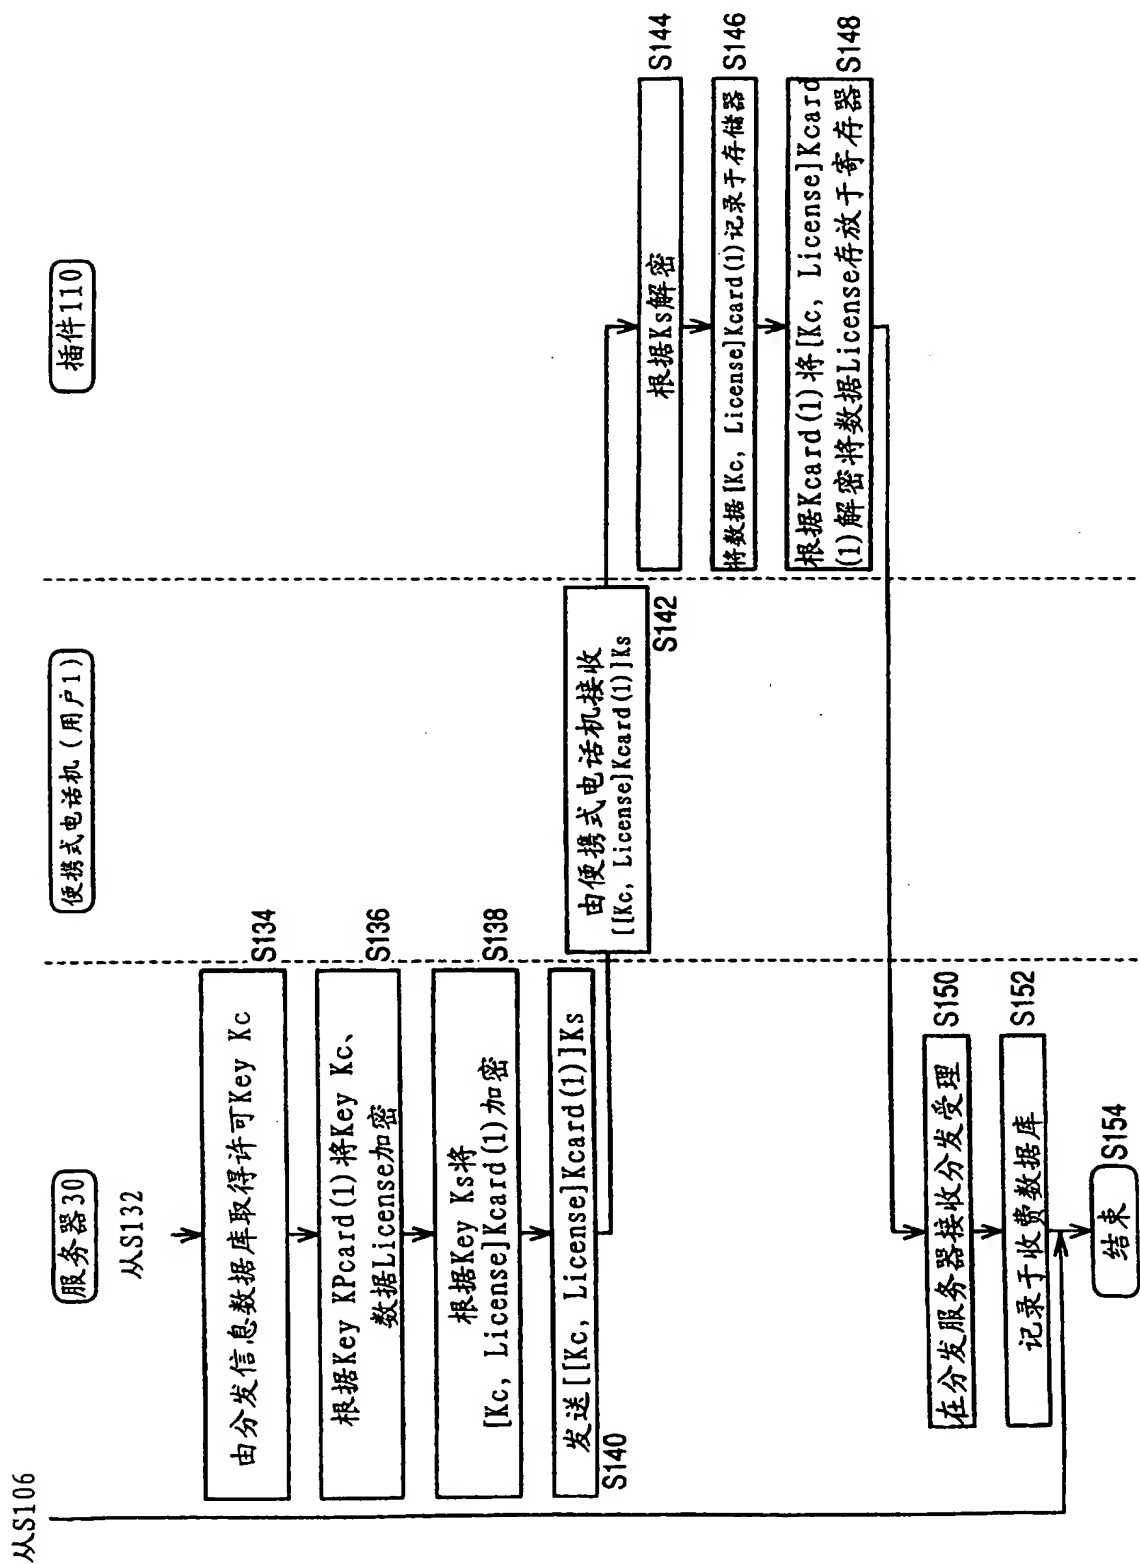 服务器30
便携式电话机(用户1)
插件110
从S106
从S132
由分发信息数据库取得许可Key Kc
S134
根据Key KPcard(1)将Key Kc、
数据License加密
S136
根据Key Ks将
[Kc, License]Kcard(1)加密
S138
发送[[Kc, License]Kcard(1)]Ks
S140
由便携式电话机接收
[[Kc, License]Kcard(1)]Ks
S142
根据Ks解密
S144
将数据[Kc, License]Kcard(1)记录于存储器
S146
根据Kcard(1)将[Kc, License]Kcard
(1)解密将数据License存放于寄存器
S148
在分发服务器接收分发受理
S150
记录于收费数据库
S152
结束
S154